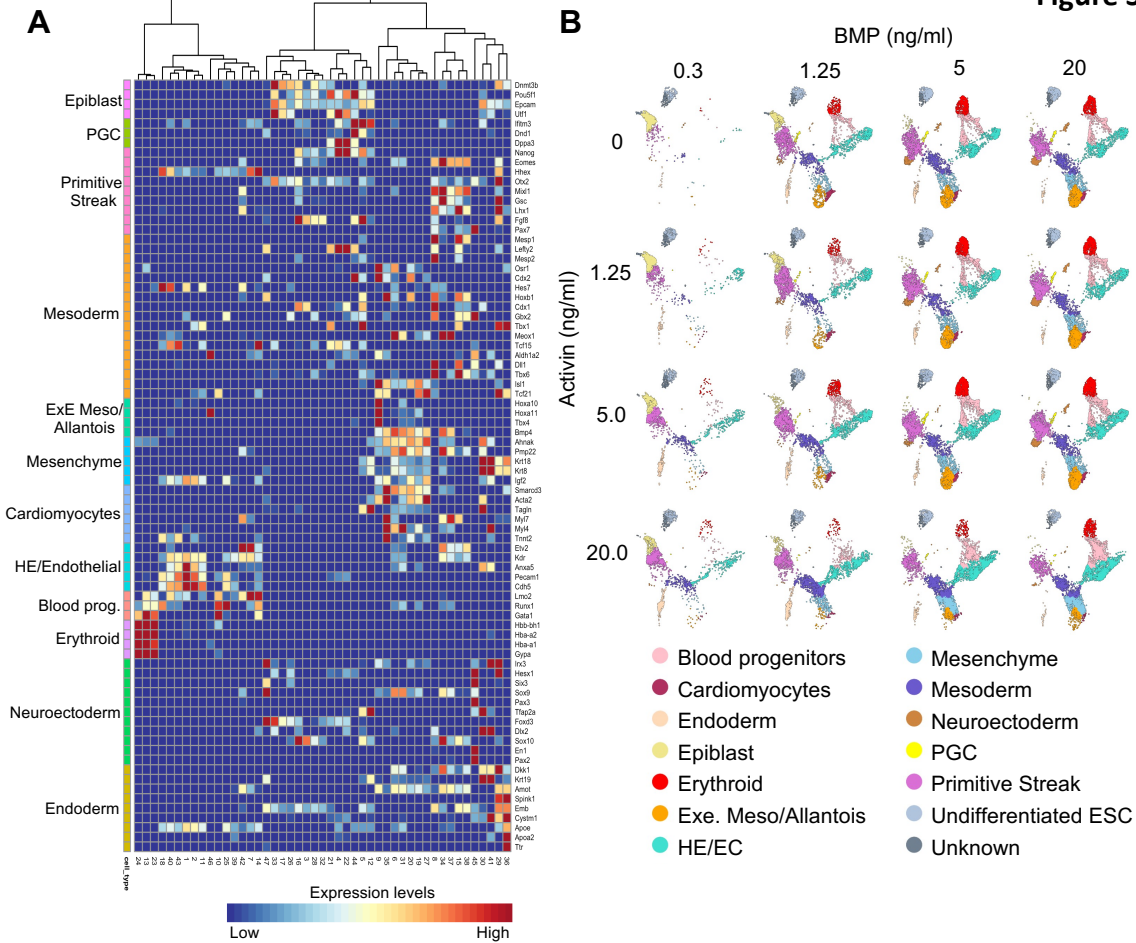 Figure
A
B
BMP (ng/ml)
0.3
1.25
5
20
Activin (ng/ml)
0
1.25
5.0
20.0
Epiblast
PGC
Primitive
Streak
Mesoderm
ExE Meso/
Allantois
Mesenchyme
Cardiomyocytes
HE/Endothelial
Blood prog.
Erythroid
Neuroectoderm
Endoderm
Dnmt3b
Pou5f1
Epcam
Utf1
Ifitm3
Dnd1
Dppa3
Nanog
Eomes
Hhex
Otx2
Mixl1
Gsc
Lhx1
Fgf8
Pax7
Mesp1
Lefty2
Mesp2
Osr1
Cdx2
Hes7
Hoxb1
Cdx1
Gbx2
Tbx1
Meox1
Tcf15
Aldh1a2
Dll1
Tbx6
Isl1
Tcf21
Hoxa10
Hoxa11
Tbx4
Bmp4
Ahnak
Pmp22
Krt18
Krt8
Igf2
Smarcd3
Acta2
Tagln
Myl7
Myl4
Tnnt2
Etv2
Kdr
Anxa5
Pecam1
Cdh5
Lmo2
Runx1
Gata1
Hbb-bh1
Hba-a2
Hba-a1
Gypa
Irx3
Hesx1
Six3
Sox9
Pax3
Tfap2a
Foxd3
Dlx2
Sox10
En1
Pax2
Dkk1
Krt19
Amot
Spink1
Emb
Cystm1
Apoe
Apoa2
Ttr
cell_type
Expression levels
Low
High
Blood progenitors
Cardiomyocytes
Endoderm
Epiblast
Erythroid
Exe. Meso/Allantois
HE/EC
Mesenchyme
Mesoderm
Neuroectoderm
PGC
Primitive Streak
Undifferentiated ESC
Unknown